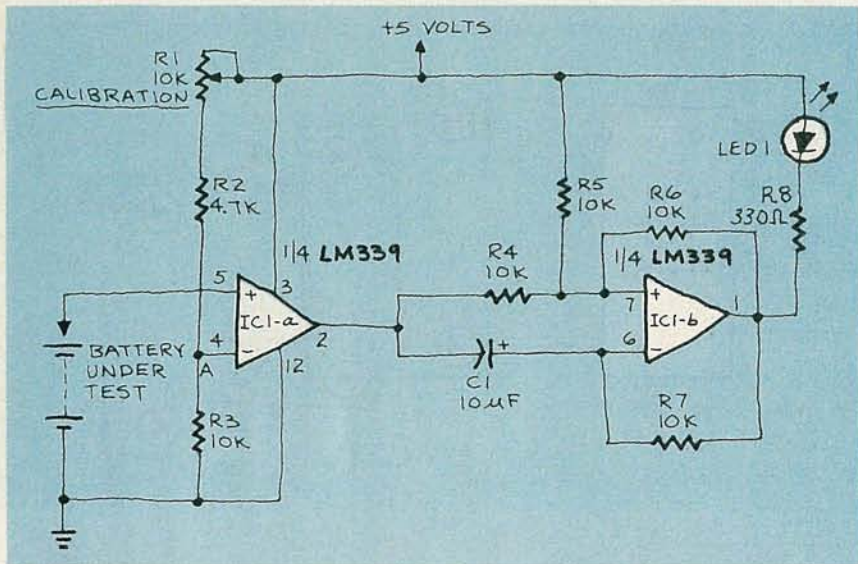 +5 VOLTS
R1
10K
CALIBRATION
R2
4.7K
1/4 LM339
5
+
3
IC1-a
2
4
-
12
A
BATTERY
UNDER
TEST
R3
10K
R4
10K
C1
10µF
+
R5
10K
R6
10K
1/4 LM339
7
+
IC1-b
1
6
-
R7
10K
LED1
R8
330Ω